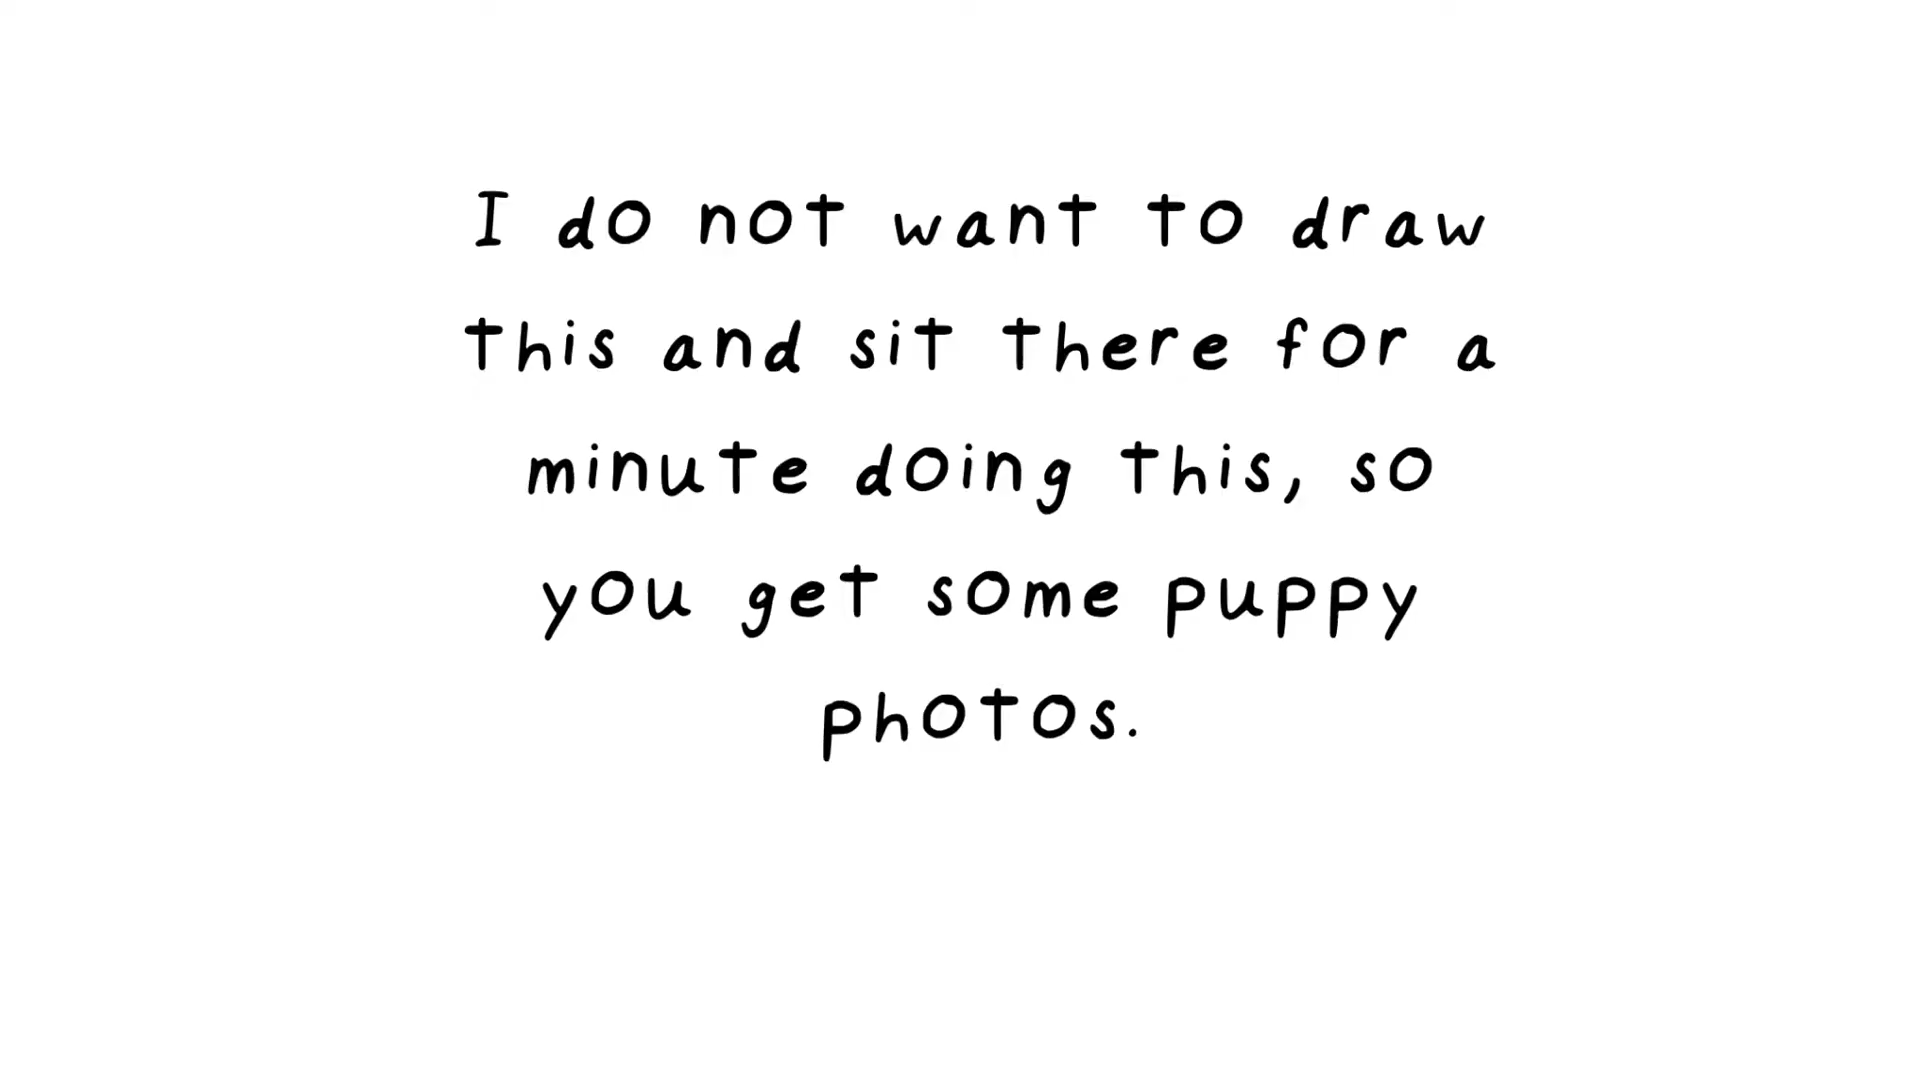 I do not want to draw
this and sit there for a
minute doing this, so
you get some puppy
photos.